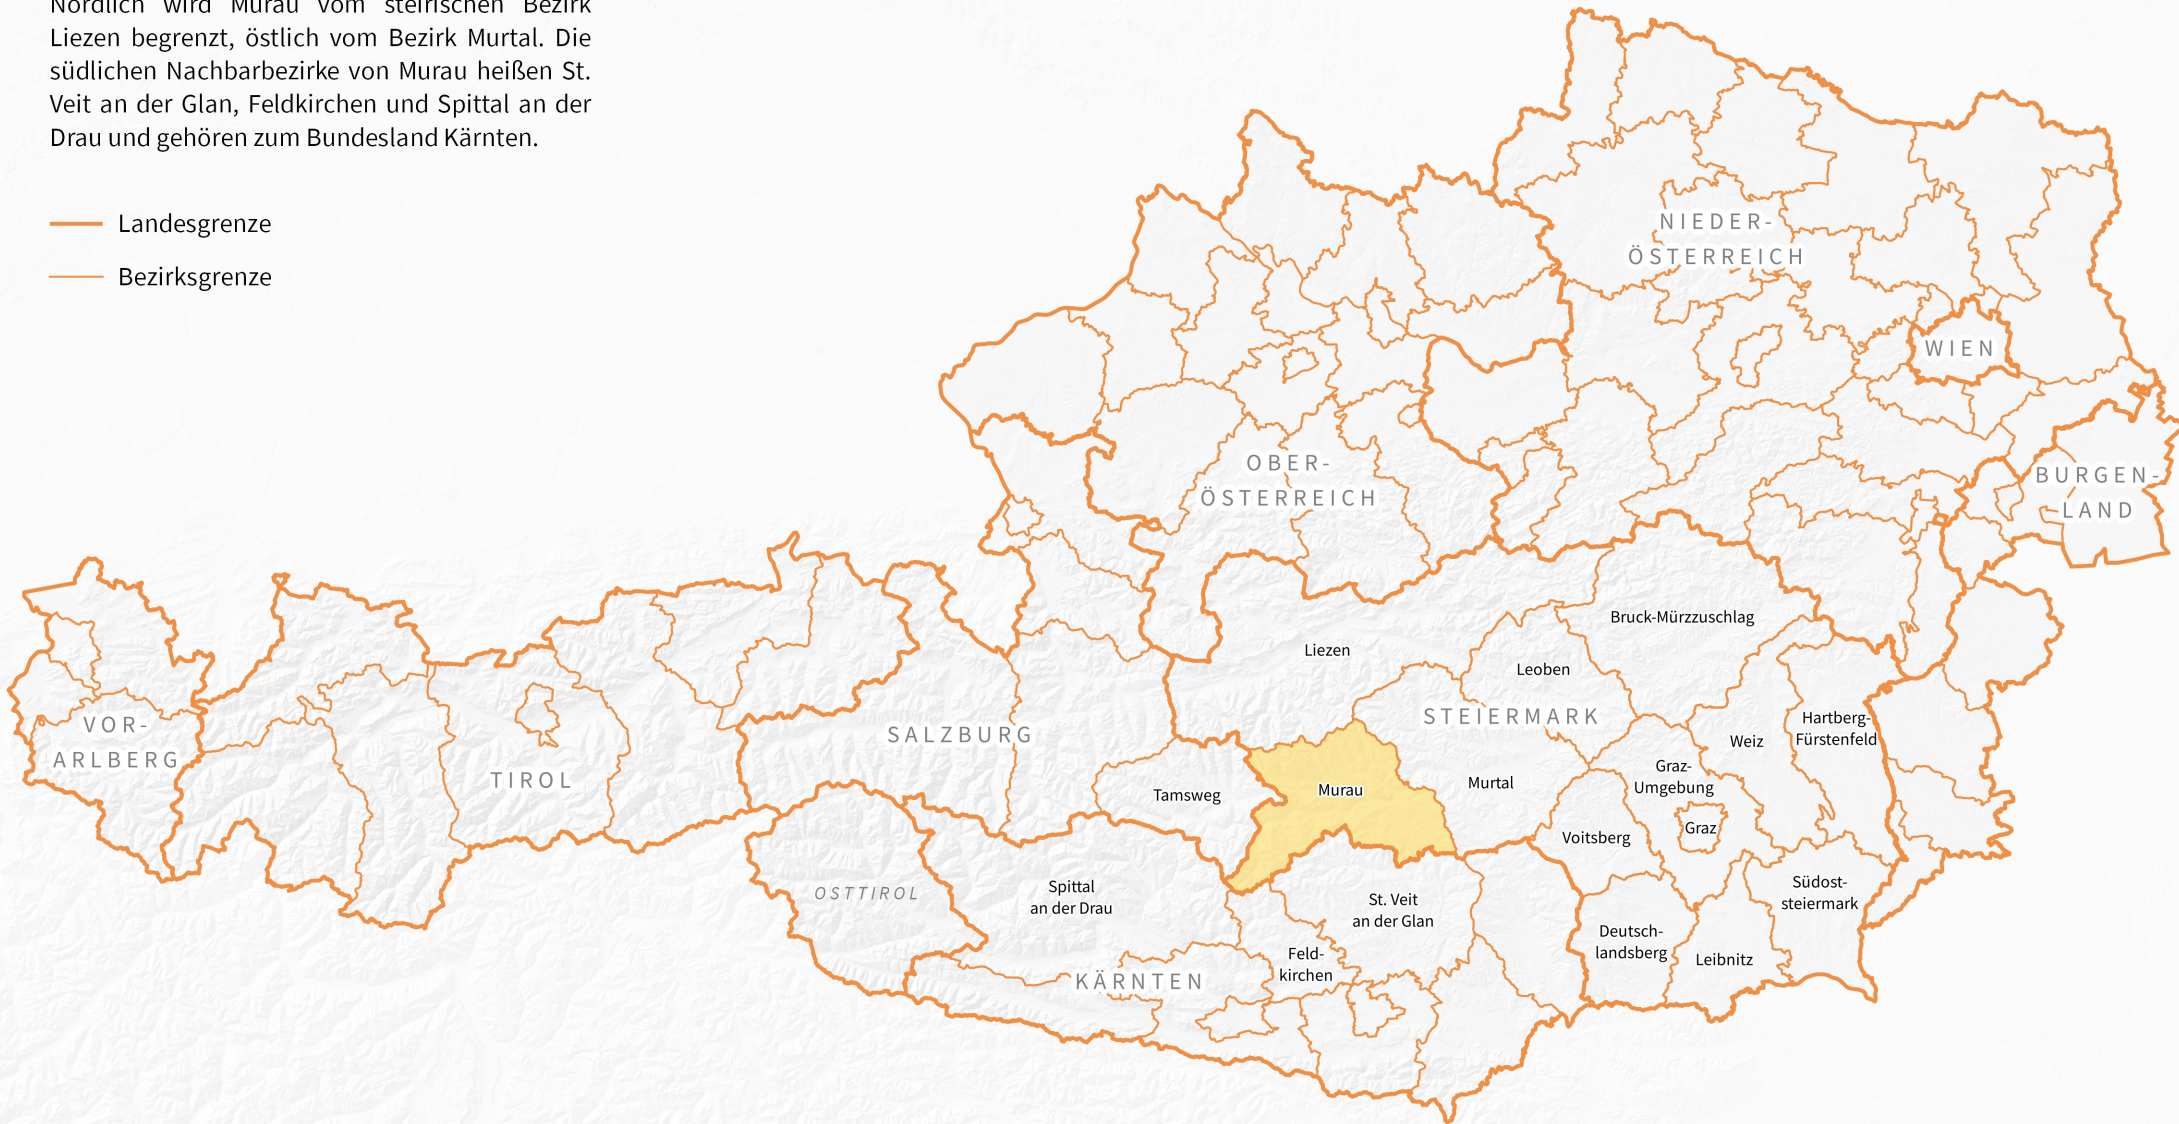 Nördlich wird Murau vom steirischen Bezirk
Liezen begrenzt, östlich vom Bezirk Murtal. Die
südlichen Nachbarbezirke von Murau heißen St.
Veit an der Glan, Feldkirchen und Spittal an der
Drau und gehören zum Bundesland Kärnten.
Landesgrenze
Bezirksgrenze
NIEDER-
ÖSTERREICH
WIEN
OBER-
ÖSTERREICH
BURGEN-
LAND
Bruck-Mürzzuschlag
Liezen
Leoben
STEIERMARK
Hartberg-
Fürstenfeld
VOR-
ARLBERG
SALZBURG
Weiz
TIROL
Graz-
Umgebung
Murtal
Murau
Tamsweg
Graz
Voitsberg
OSTTIROL
Spittal
an der Drau
St. Veit
an der Glan
Südost-
steiermark
Deutsch-
landsberg
Leibnitz
Feld-
kirchen
KÄRNTEN